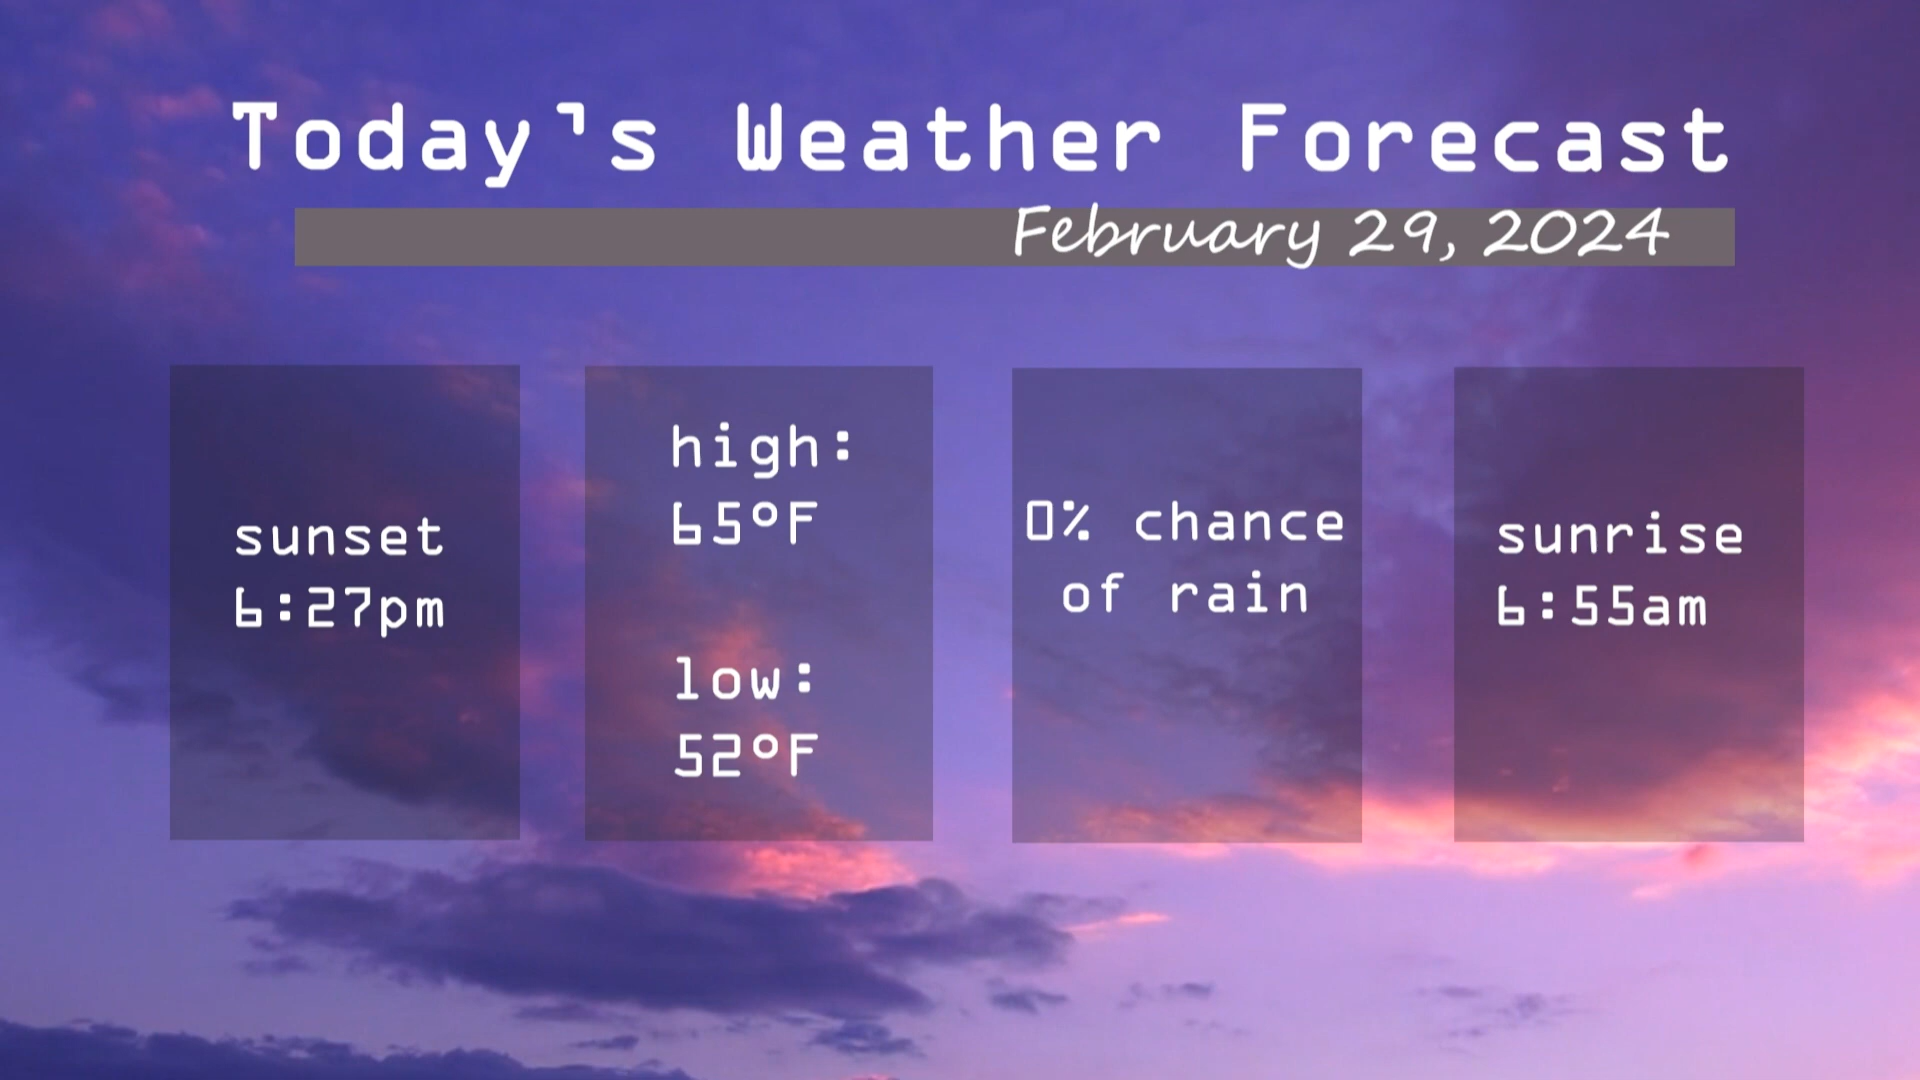 Today's Weather Forecast
February 29, 2024
sunset
6:27pm
high:
65°F
low:
52°F
0% chance
of rain
sunrise
6:55am